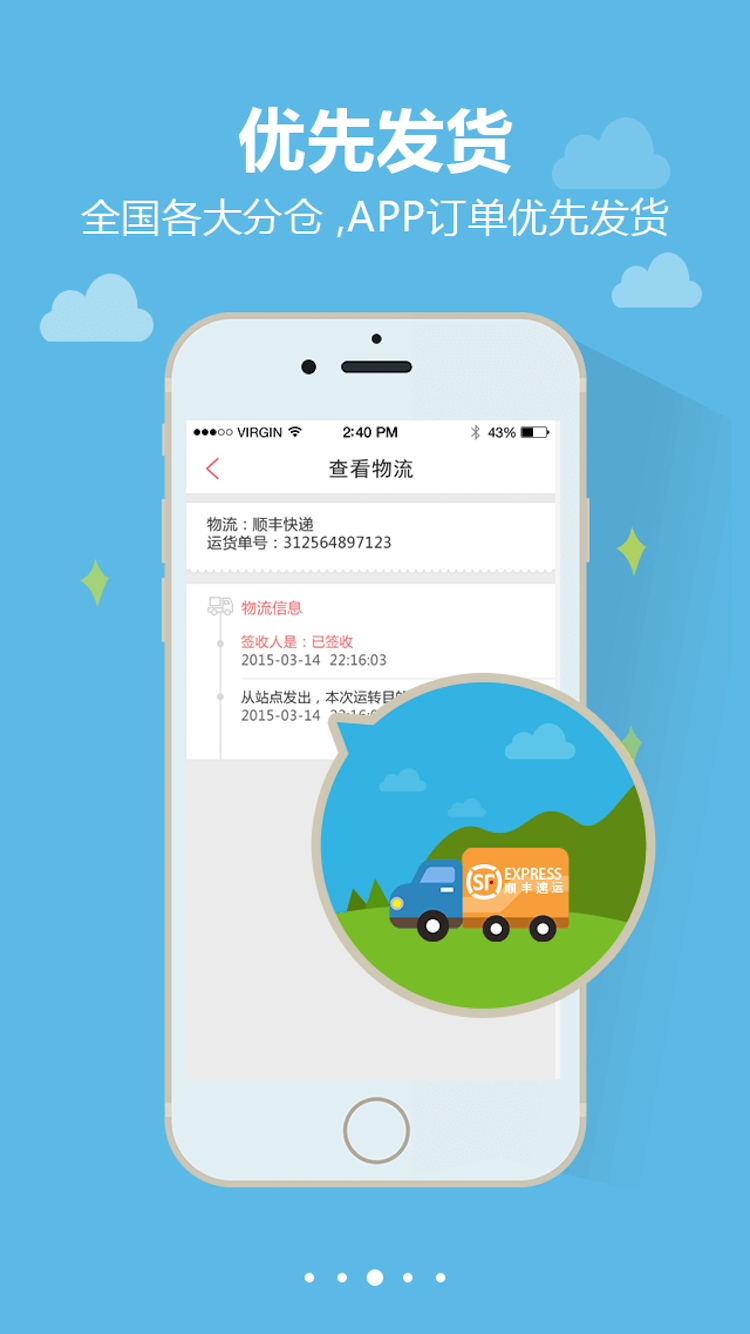 优先发货
全国各大分仓 ,APP订单优先发货
VIRGIN 2:40 PM 43%
查看物流
物流：顺丰快递
运货单号：312564897123
物流信息
签收人是：已签收
2015-03-14 22:16:03
从站点发出，本次运转目
2015-03-14
SF EXPRESS
顺丰速运